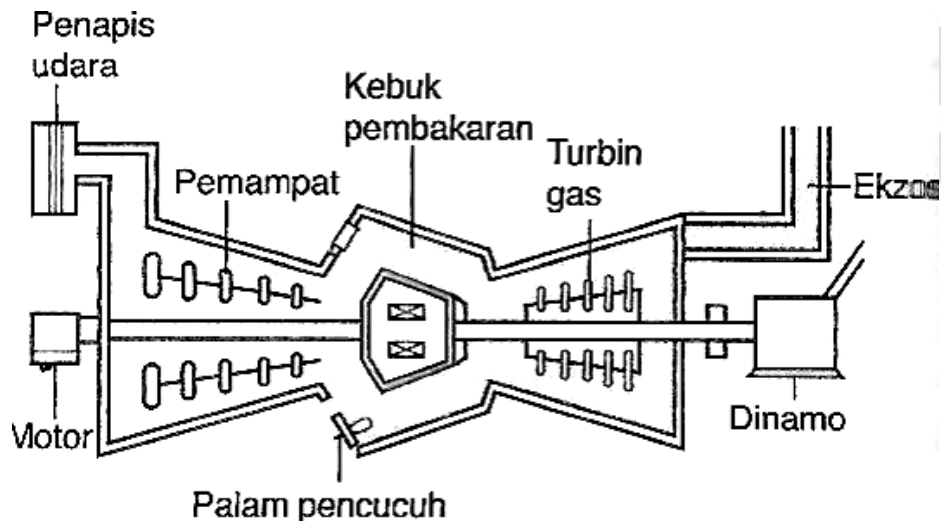 Penapis
udara
Kebuk
pembakaran
Turbin
gas
Pemampat
Ekzos
Motor
Dinamo
Palam pencucuh